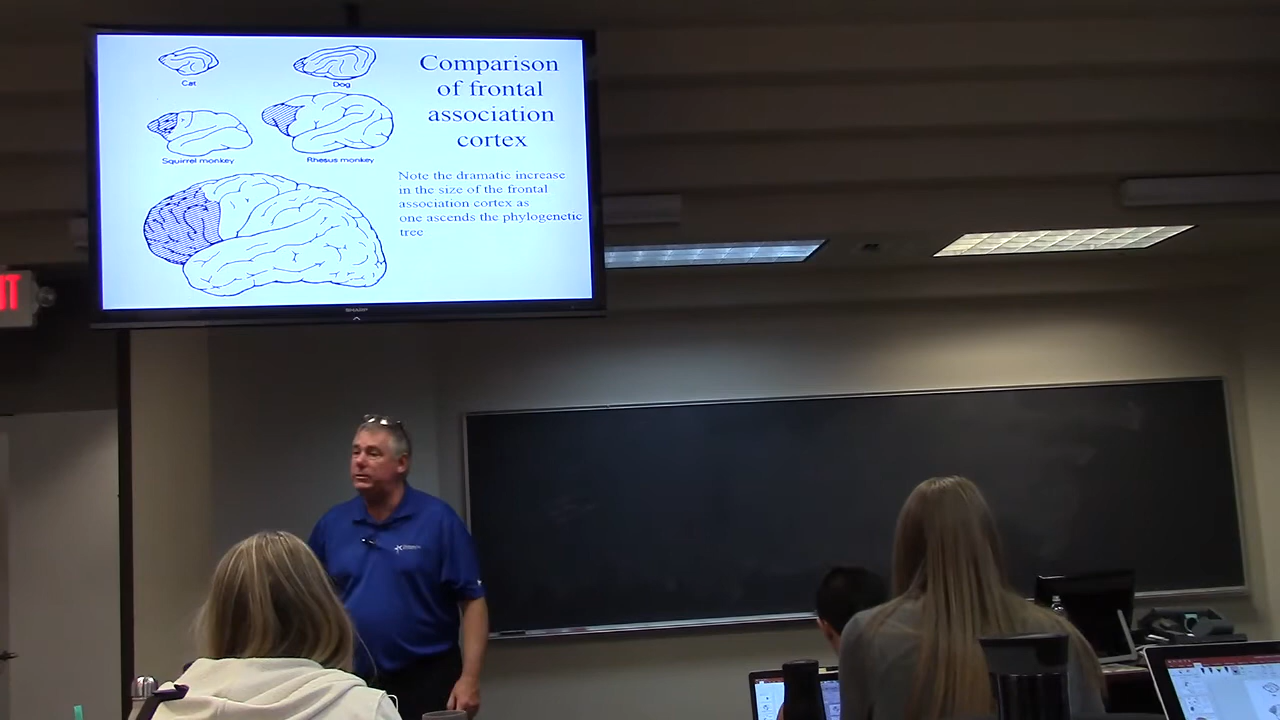 Comparison
of frontal
association
cortex
Note the dramatic increase
in the size of the frontal
association cortex as
one ascends the phylogenetic
tree
Cat
Dog
Squirrel monkey
Rhesus monkey
SHARP
IT